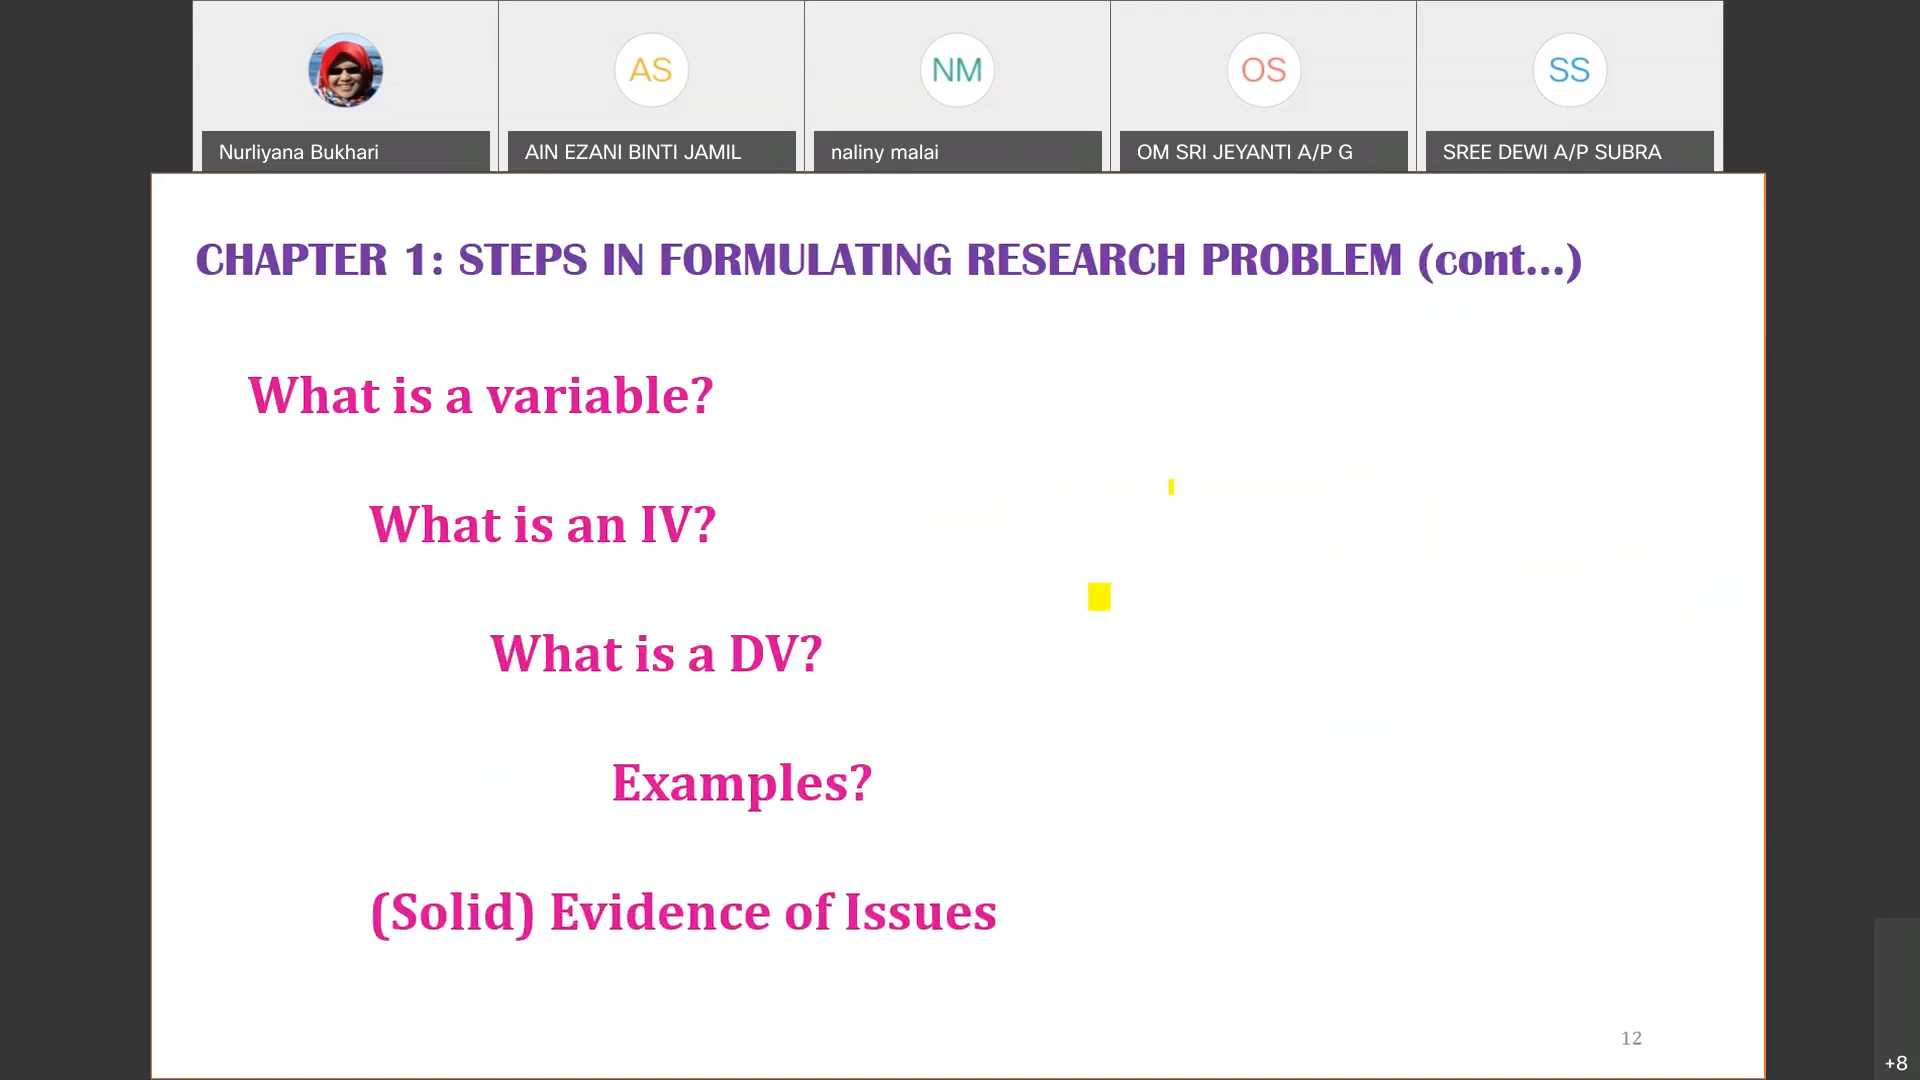 AS
NM
OS
SS
Nurliyana Bukhari
AIN EZANI BINTI JAMIL
naliny malai
OM SRI JEYANTI A/P G
SREE DEWI A/P SUBRA
CHAPTER 1: STEPS IN FORMULATING RESEARCH PROBLEM (cont...)
What is a variable?
What is an IV?
What is a DV?
Examples?
(Solid) Evidence of Issues
12
+8